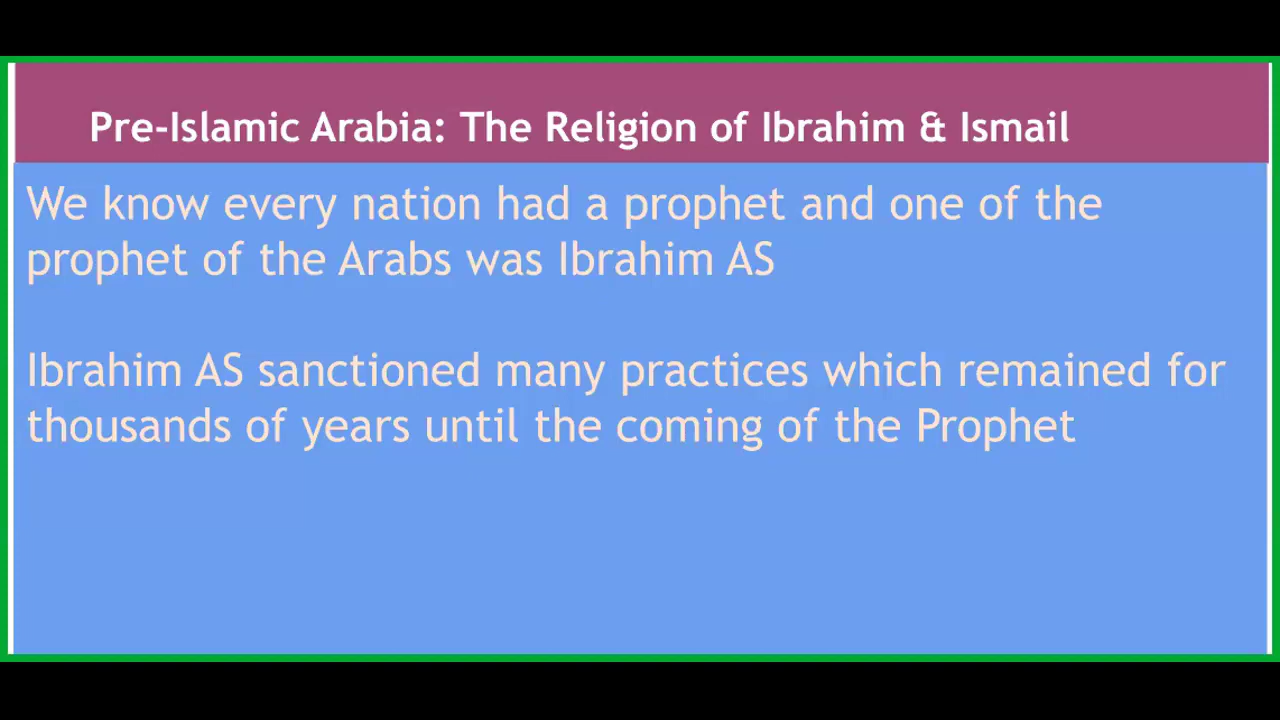 Pre-Islamic Arabia: The Religion of Ibrahim & Ismail
We know every nation had a prophet and one of the
prophet of the Arabs was Ibrahim AS
Ibrahim AS sanctioned many practices which remained for
thousands of years until the coming of the Prophet